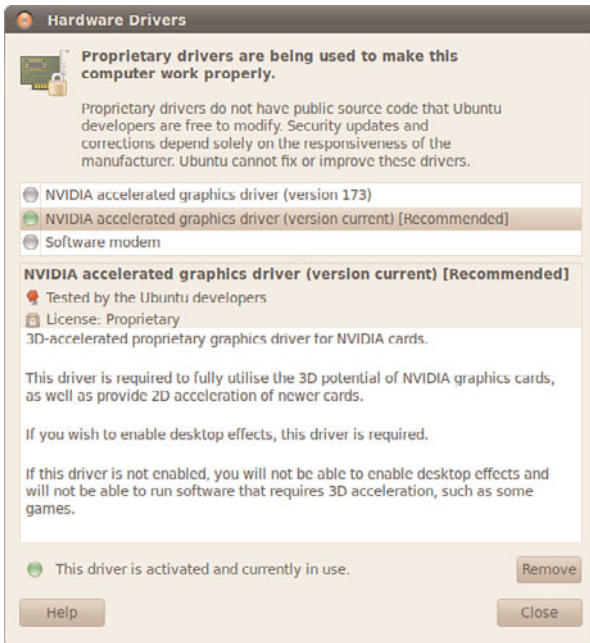 Hardware Drivers
Proprietary drivers are being used to make this
computer work properly.
Proprietary drivers do not have public source code that Ubuntu
developers are free to modify. Security updates and
corrections depend solely on the responsiveness of the
manufacturer. Ubuntu cannot fix or improve these drivers.
NVIDIA accelerated graphics driver (version 173)
NVIDIA accelerated graphics driver (version current) [Recommended]
Software modem
NVIDIA accelerated graphics driver (version current) [Recommended]
Tested by the Ubuntu developers
License: Proprietary
3D-accelerated proprietary graphics driver for NVIDIA cards.
This driver is required to fully utilise the 3D potential of NVIDIA graphics cards,
as well as provide 2D acceleration of newer cards.
If you wish to enable desktop effects, this driver is required.
If this driver is not enabled, you will not be able to enable desktop effects and
will not be able to run software that requires 3D acceleration, such as some
games.
This driver is activated and currently in use.
Remove
Help
Close